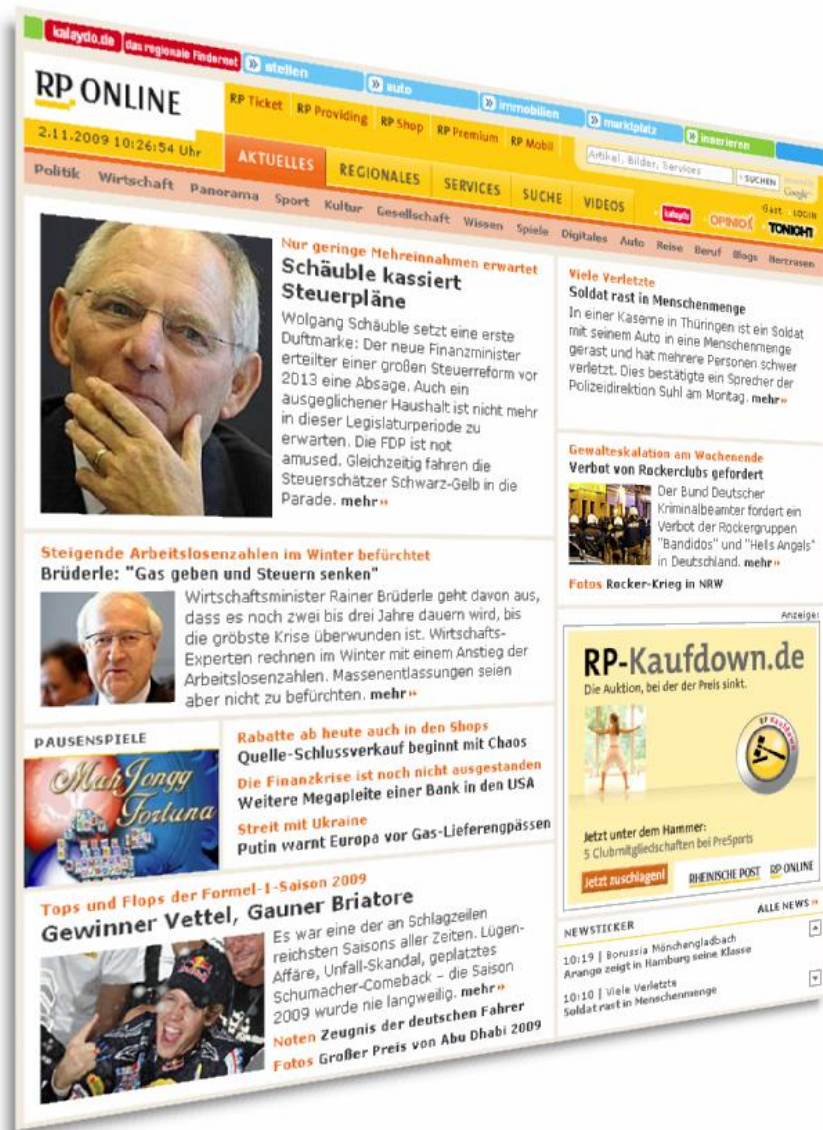 kalaydo.de das regionale Findernet
stellen
auto
immobilien
marktplatz
inserieren
RP ONLINE
RP Ticket RP Providing RP Shop RP Premium RP Mobil
Artikel, Bilder, Services
SUCHEN
Google
2.11.2009 10:26:54 Uhr
AKTUELLES REGIONALES SERVICES SUCHE VIDEOS
kalaydo OPINIO TONIGHT
Gast LOGIN
Politik Wirtschaft Panorama Sport Kultur Gesellschaft Wissen Spiele Digitales Auto Reise Beruf Blogs Hertrasen
Nur geringe Mehreinnahmen erwartet
Schäuble kassiert
Steuerpläne
Wolgang Schäuble setzt eine erste
Duftmarke: Der neue Finanzminister
erteilter einer großen Steuerreform vor
2013 eine Absage. Auch ein
ausgeglichener Haushalt ist nicht mehr
in dieser Legislaturperiode zu
erwarten. Die FDP ist not
amused. Gleichzeitig fahren die
Steuerschätzer Schwarz-Gelb in die
Parade. mehr»
Steigende Arbeitslosenzahlen im Winter befürchtet
Brüderle: "Gas geben und Steuern senken"
Wirtschaftsminister Rainer Brüderle geht davon aus,
dass es noch zwei bis drei Jahre dauern wird, bis
die gröbste Krise überwunden ist. Wirtschafts-
Experten rechnen im Winter mit einem Anstieg der
Arbeitslosenzahlen. Massenentlassungen seien
aber nicht zu befürchten. mehr»
PAUSENSPIELE
MahJongg
Fortuna
Rabatte ab heute auch in den Shops
Quelle-Schlussverkauf beginnt mit Chaos
Die Finanzkrise ist noch nicht ausgestanden
Weitere Megapleite einer Bank in den USA
Streit mit Ukraine
Putin warnt Europa vor Gas-Lieferengpässen
Tops und Flops der Formel-1-Saison 2009
Gewinner Vettel, Gauner Briatore
Es war eine der an Schlagzeilen
reichsten Saisons aller Zeiten. Lügen-
Affäre, Unfall-Skandal, geplatztes
Schumacher-Comeback – die Saison
2009 wurde nie langweilig. mehr»
Noten Zeugnis der deutschen Fahrer
Fotos Großer Preis von Abu Dhabi 2009
Viele Verletzte
Soldat rast in Menschenmenge
In einer Kaserne in Thüringen ist ein Soldat
mit seinem Auto in eine Menschenmenge
gerast und hat mehrere Personen schwer
verletzt. Dies bestätigte ein Sprecher der
Polizeidirektion Suhl am Montag. mehr»
Gewalteskalation am Wochenende
Verbot von Rockerclubs gefordert
Der Bund Deutscher
Kriminalbeamter fordert ein
Verbot der Rockergruppen
"Bandidos" und "Hells Angels"
in Deutschland. mehr»
Fotos Rocker-Krieg in NRW
Anzeige:
RP-Kaufdown.de
Die Auktion, bei der der Preis sinkt.
RP Kaufdown
Jetzt unter dem Hammer:
5 Clubmitgliedschaften bei PreSports
Jetzt zuschlagen!
RHEINISCHE POST RP ONLINE
NEWSTICKER
ALLE NEWS »
10:19 | Borussia Mönchengladbach
Arango zeigt in Hamburg seine Klasse
10:10 | Viele Verletzte
Soldat rast in Menschenmenge